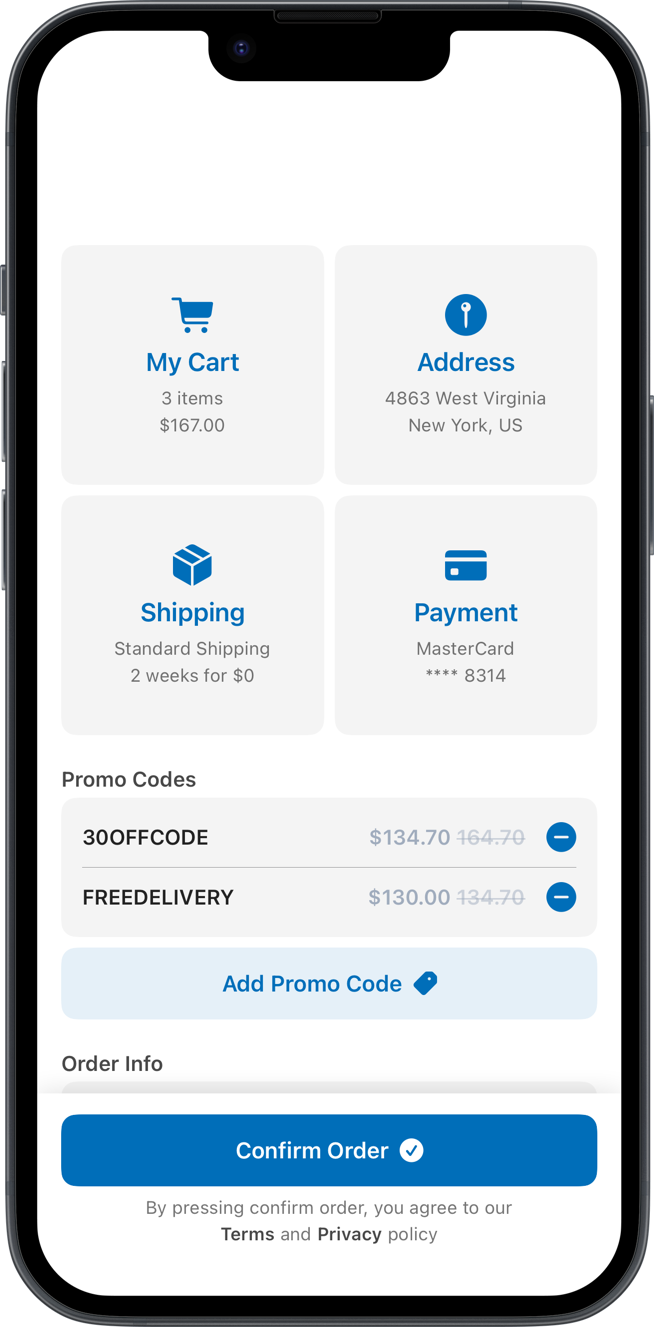 My Cart
3 items
$167.00
Address
4863 West Virginia
New York, US
Shipping
Standard Shipping
2 weeks for $0
Payment
MasterCard
**** 8314
Promo Codes
30OFFCODE $134.70 164.70
FREEDELIVERY $130.00 134.70
Add Promo Code
Order Info
Confirm Order
By pressing confirm order, you agree to our
Terms and Privacy policy